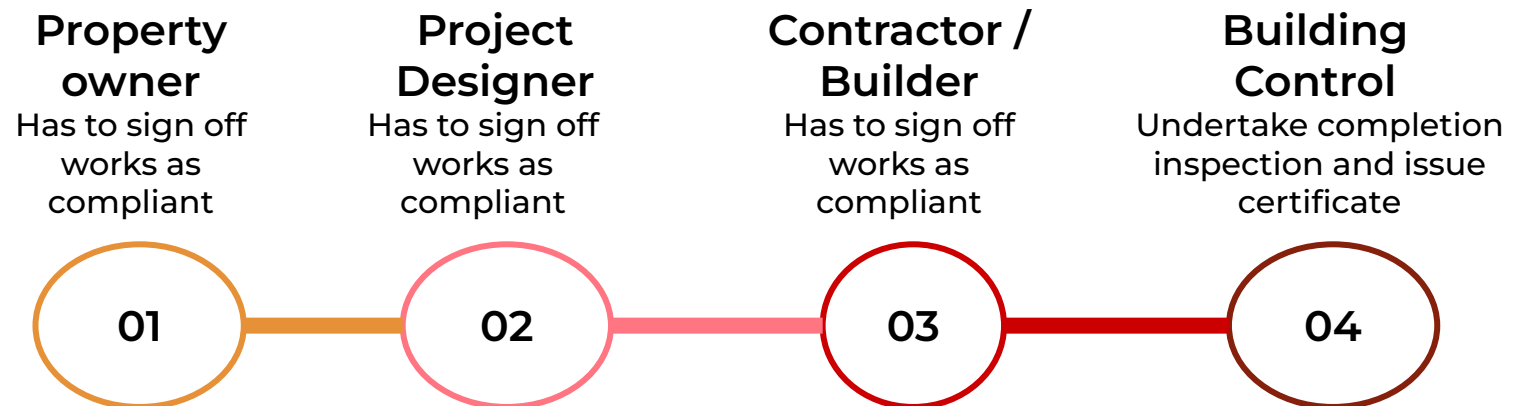 Property
owner
Has to sign off
works as
compliant
01
Project
Designer
Has to sign off
works as
compliant
02
Contractor /
Builder
Has to sign off
works as
compliant
03
Building
Control
Undertake completion
inspection and issue
certificate
04